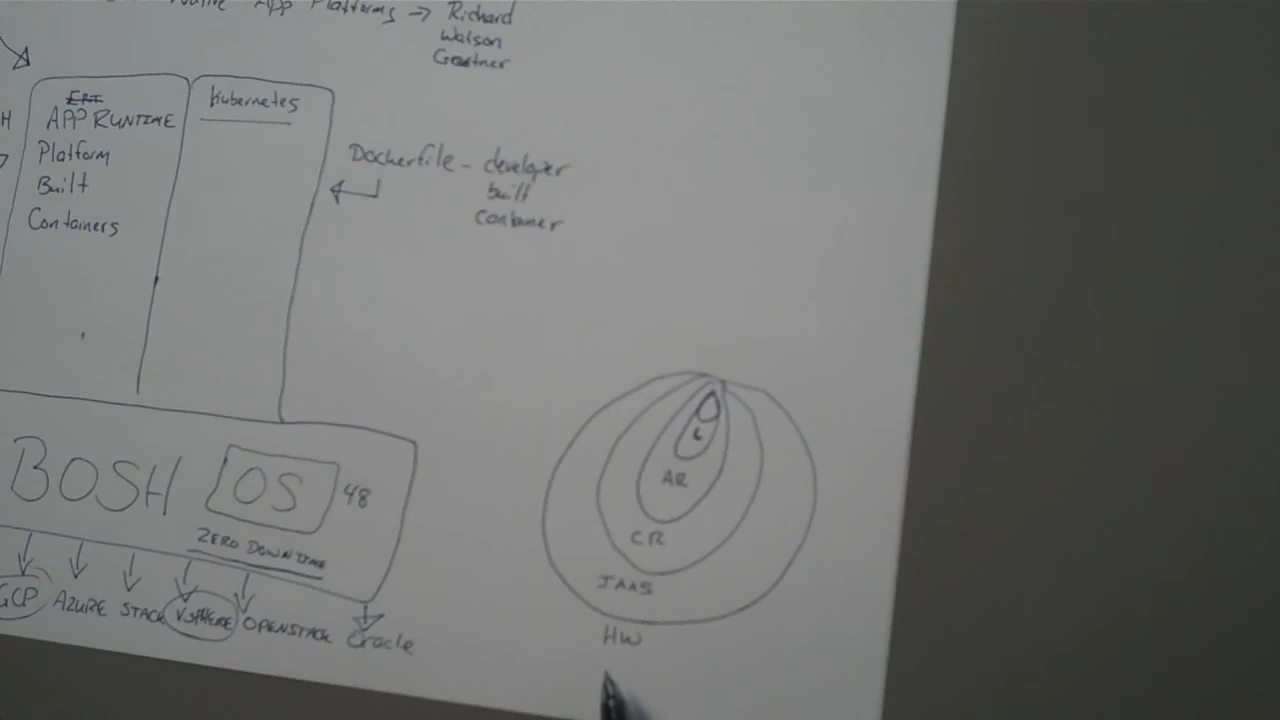 Native App Platforms → Richard
Watson
Gartner
ERT
APP RUNTIME
Platform
Built
Containers
Kubernetes
Dockerfile - developer
built
Container
BOSH
OS
48
ZERO DOWNTIME
GCP AZURE STACK VSPHERE OPENSTACK Oracle
L
AR
CR
IAAS
HW